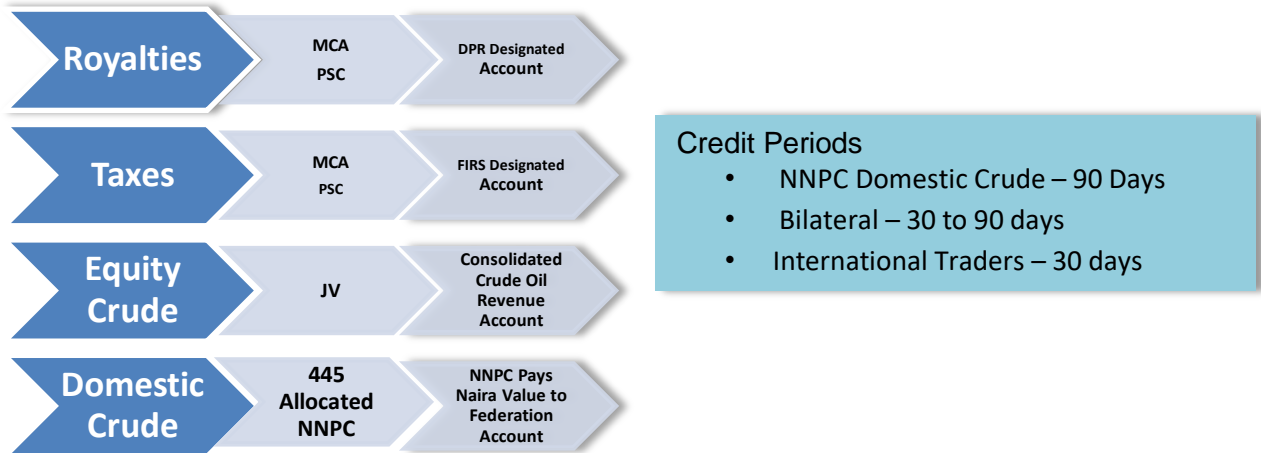 Royalties
MCA
PSC
DPR Designated
Account
Taxes
MCA
PSC
FIRS Designated
Account
Equity
Crude
JV
Consolidated
Crude Oil
Revenue
Account
Domestic
Crude
445
Allocated
NNPC
NNPC Pays
Naira Value to
Federation
Account
Credit Periods
• NNPC Domestic Crude – 90 Days
• Bilateral – 30 to 90 days
• International Traders – 30 days